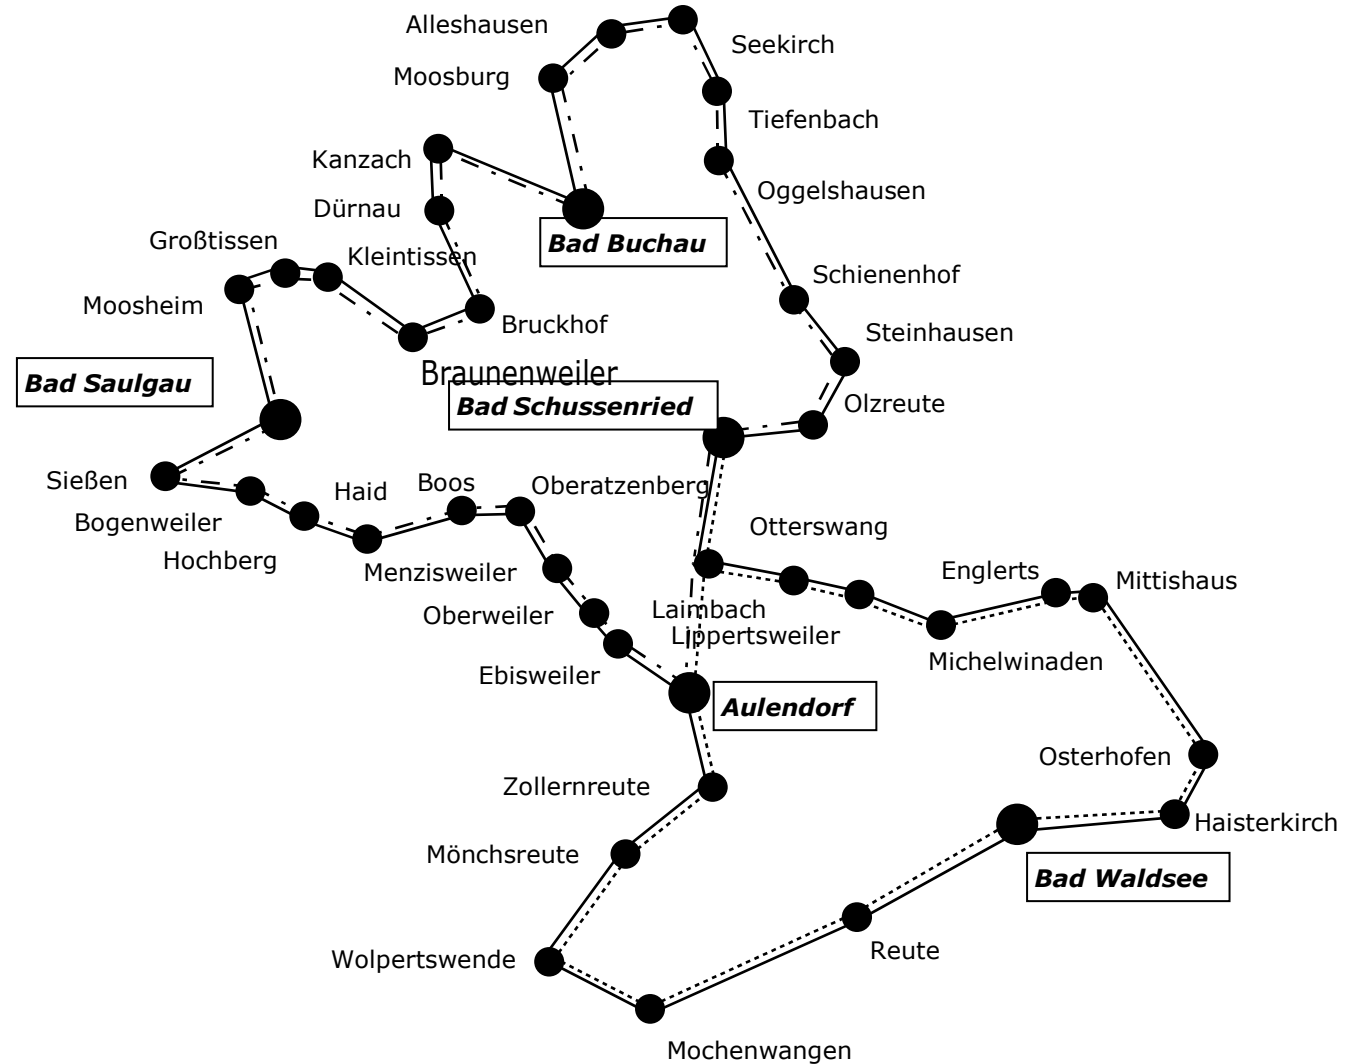 Alleshausen
Seekirch
Moosburg
Tiefenbach
Kanzach
Oggelshausen
Dürnau
Großtissen
Bad Buchau
Kleintissen
Schienenhof
Moosheim
Bruckhof
Steinhausen
Braunenweiler
Bad Saulgau
Bad Schussenried
Olzreute
Sießen
Boos
Oberatzenberg
Haid
Bogenweiler
Otterswang
Hochberg
Menzisweiler
Englerts
Mittishaus
Oberweiler
Laimbach
Lippertsweiler
Michelwinaden
Ebisweiler
Aulendorf
Osterhofen
Zollernreute
Haisterkirch
Mönchsreute
Bad Waldsee
Reute
Wolpertswende
Mochenwangen